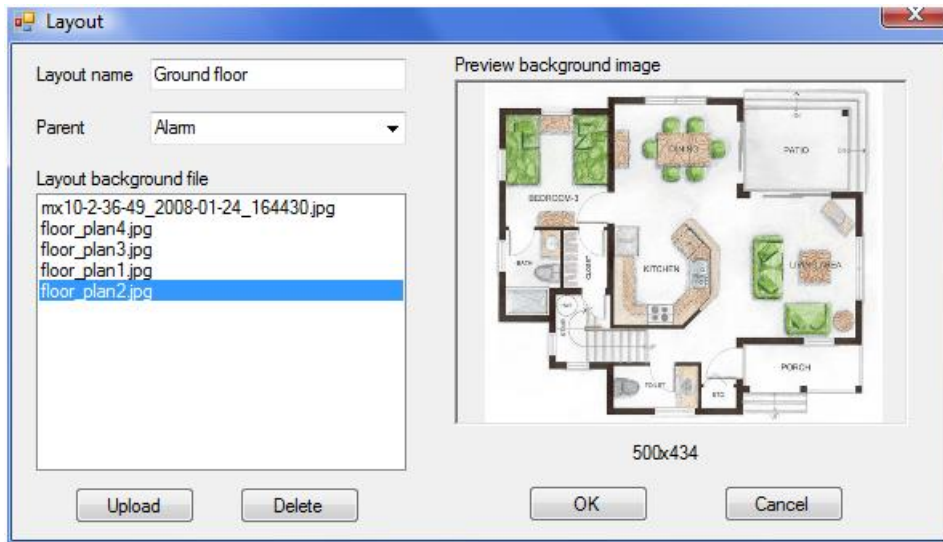 Layout
Layout name
Ground floor
Parent
Alarm
Layout background file
mx10-2-36-49_2008-01-24_164430.jpg
floor_plan4.jpg
floor_plan3.jpg
floor_plan1.jpg
floor_plan2.jpg
Upload
Delete
Preview background image
DINING
PATIO
BEDROOM-3
BATH
CLOSET
KITCHEN
LIVING AREA
TOILET
STO
PORCH
500x434
OK
Cancel